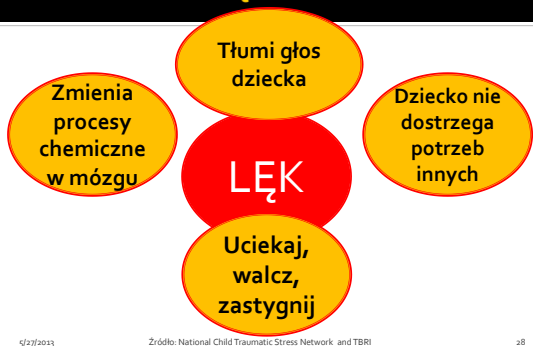 Tłumi głos
dziecka
Zmienia
procesy
chemiczne
w mózgu
Dziecko nie
dostrzega
potrzeb
innych
LĘK
Uciekaj,
walcz,
zastygnij
5/27/2013
Źródło: National Child Traumatic Stress Network and TBRI
28